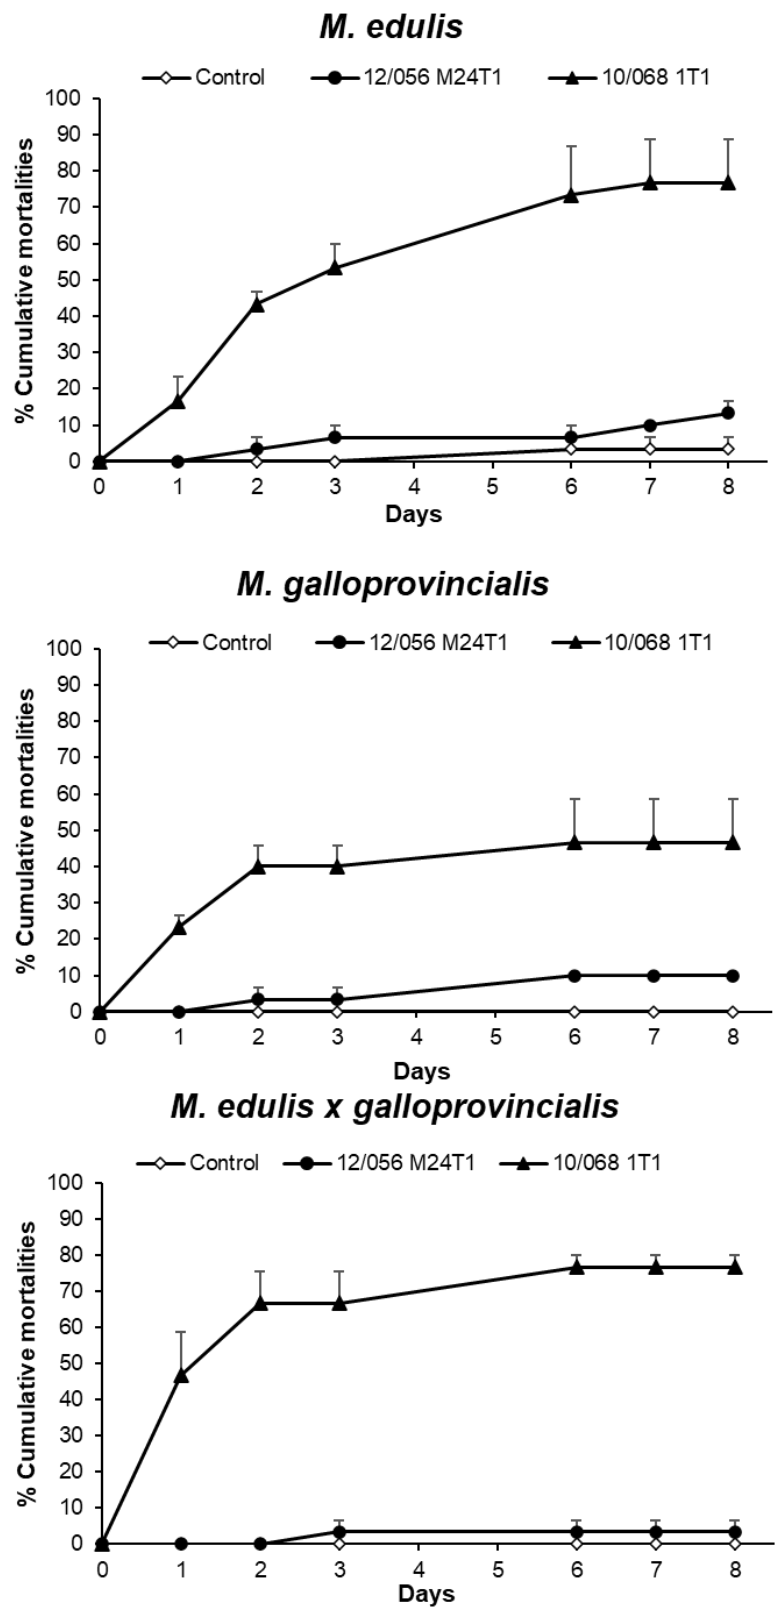 M. edulis
Control 12/056 M24T1 10/068 1T1
100
90
80
70
60
50
40
30
20
10
0
% Cumulative mortalities
0 1 2 3 4 5 6 7 8
Days
M. galloprovincialis
Control 12/056 M24T1 10/068 1T1
100
90
80
70
60
50
40
30
20
10
0
% Cumulative mortalities
0 1 2 3 4 5 6 7 8
Days
M. edulis x galloprovincialis
Control 12/056 M24T1 10/068 1T1
100
90
80
70
60
50
40
30
20
10
0
% Cumulative mortalities
0 1 2 3 4 5 6 7 8
Days